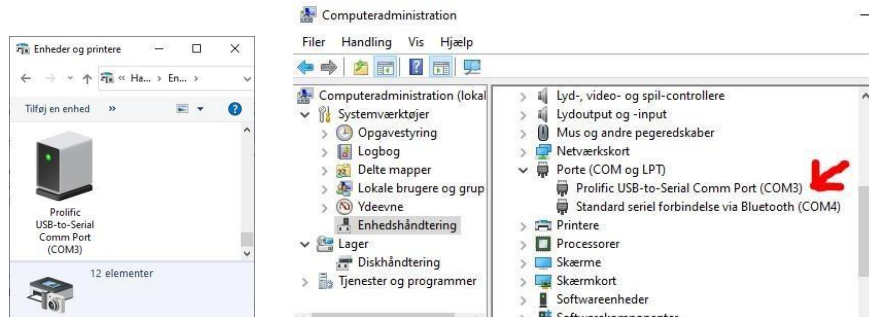 Enheder og printere
« Ha... › En... ›
Tilføj en enhed »
Prolific
USB-to-Serial
Comm Port
(COM3)
12 elementer
Computeradministration
Filer Handling Vis Hjælp
Computeradministration (lokal
Systemværktøjer
Opgavestyring
Logbog
Delte mapper
Lokale brugere og grup
Ydeevne
Enhedshåndtering
Lager
Diskhåndtering
Tjenester og programmer
Lyd-, video- og spil-controllere
Lydoutput og -input
Mus og andre pegeredskaber
Netværkskort
Porte (COM og LPT)
Prolific USB-to-Serial Comm Port (COM3)
Standard seriel forbindelse via Bluetooth (COM4)
Printere
Processorer
Skærme
Skærmkort
Softwareenheder